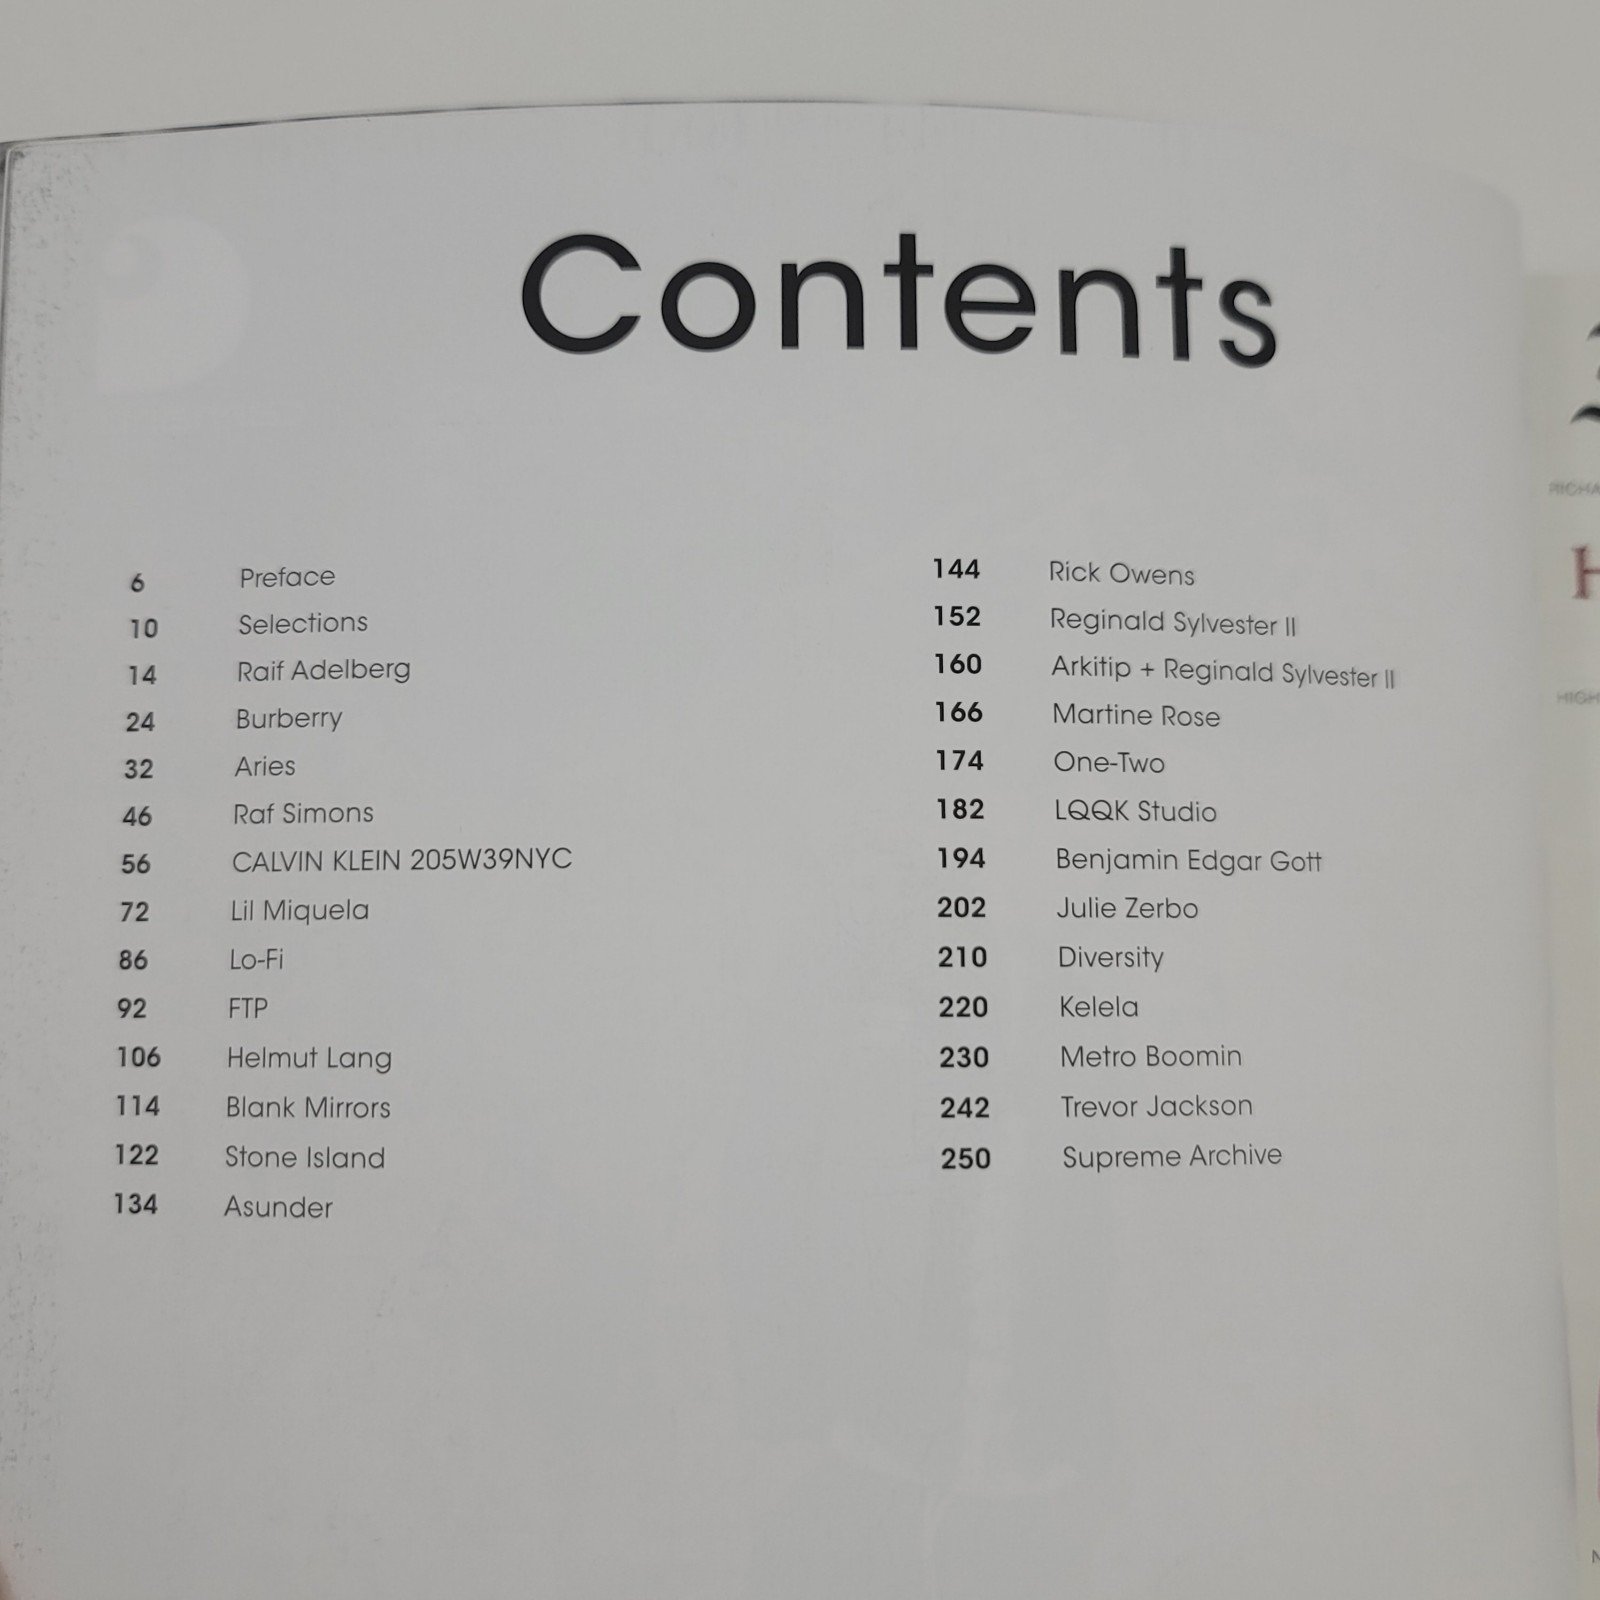 Contents
6 Preface
10 Selections
14 Raif Adelberg
24 Burberry
32 Aries
46 Raf Simons
56 CALVIN KLEIN 205W39NYC
72 Lil Miquela
86 Lo-Fi
92 FTP
106 Helmut Lang
114 Blank Mirrors
122 Stone Island
134 Asunder
144 Rick Owens
152 Reginald Sylvester II
160 Arkitip + Reginald Sylvester II
166 Martine Rose
174 One-Two
182 LQQK Studio
194 Benjamin Edgar Gott
202 Julie Zerbo
210 Diversity
220 Kelela
230 Metro Boomin
242 Trevor Jackson
250 Supreme Archive